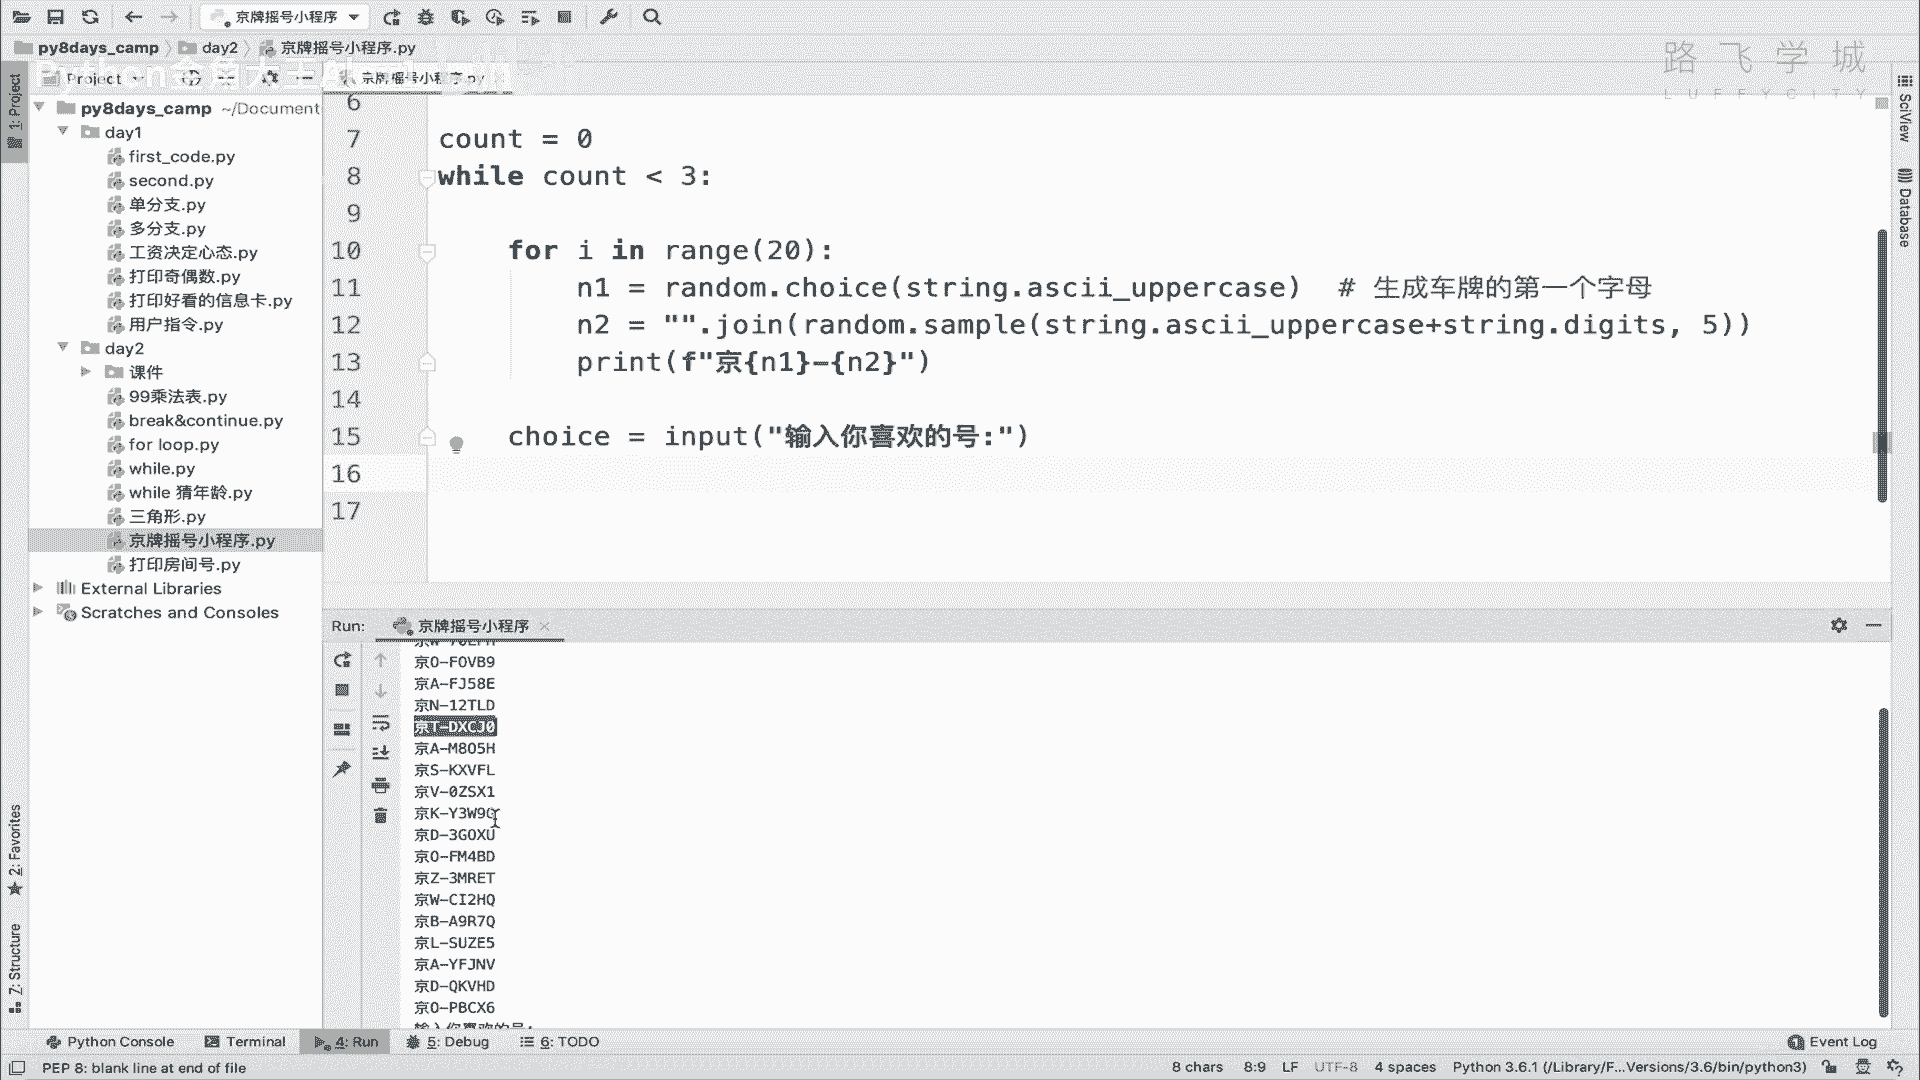 京牌摇号小程序
py8days_camp
day2
京牌摇号小程序.py
路飞学城
LUFFYCITY
Project
京牌摇号小程序.py
1: Project
py8days_camp ~/Document
day1
first_code.py
second.py
单分支.py
多分支.py
工资决定心态.py
打印奇偶数.py
打印好看的信息卡.py
用户指令.py
day2
课件
99乘法表.py
break&continue.py
for loop.py
while.py
while 猜年龄.py
三角形.py
京牌摇号小程序.py
打印房间号.py
External Libraries
Scratches and Consoles
6
7 count = 0
8 while count < 3:
9
10 for i in range(20):
11 n1 = random.choice(string.ascii_uppercase) # 生成车牌的第一个字母
12 n2 = "".join(random.sample(string.ascii_uppercase+string.digits, 5))
13 print(f"京{n1}-{n2}")
14
15 choice = input("输入你喜欢的号:")
16
17
SciView
Database
Run: 京牌摇号小程序
京O-FOVB9
京A-FJ58E
京N-12TLD
京T-DXCJ0
京A-M8O5H
京S-KXVFL
京V-0ZSX1
京D-3GOXU
京O-FM4BD
京Z-3MRET
京W-CI2HQ
京B-A9R7Q
京L-SUZE5
京A-YFJNV
京D-QKVHD
京O-PBCX6
输入你喜欢的号:
2: Favorites
7: Structure
Python Console
Terminal
4: Run
5: Debug
6: TODO
Event Log
PEP 8: blank line at end of file
8 chars
8:9
LF
UTF-8
4 spaces
Python 3.6.1 (/Library/F...Versions/3.6/bin/python3)